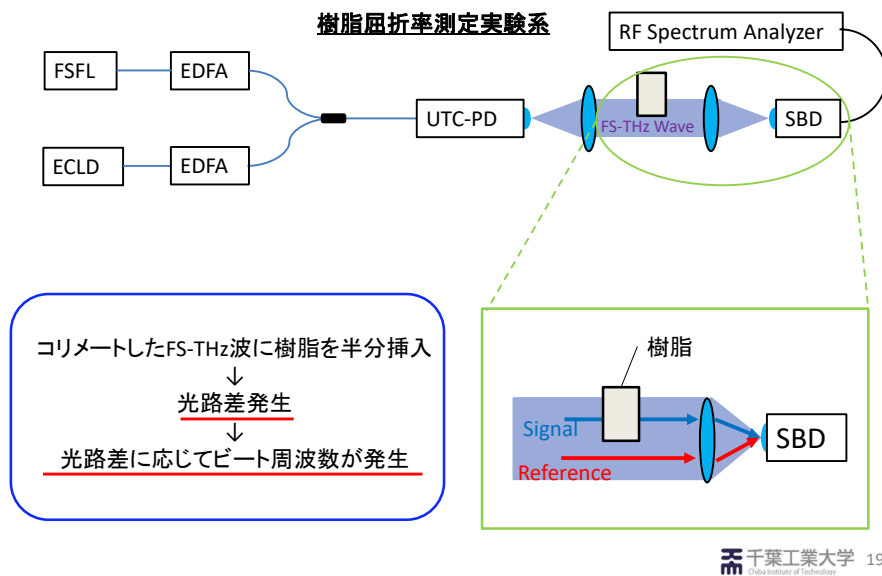 樹脂屈折率測定実験系
RF Spectrum Analyzer
FSFL
EDFA
UTC-PD
FS-THz Wave
SBD
ECLD
EDFA
コリメートしたFS-THz波に樹脂を半分挿入
↓
光路差発生
↓
光路差に応じてビート周波数が発生
樹脂
Signal
Reference
SBD
千葉工業大学
Chiba Institute of Technology
19